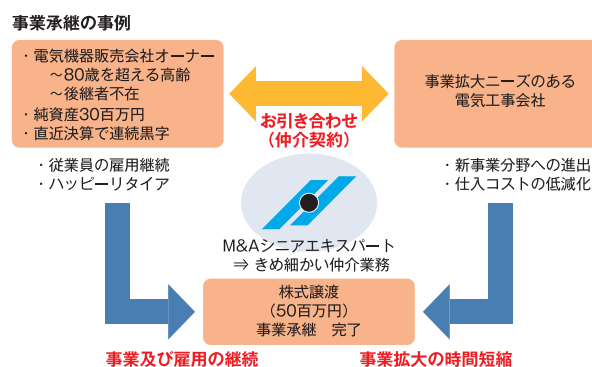 事業承継の事例
・電気機器販売会社オーナー
～80歳を超える高齢
～後継者不在
・純資産30百万円
・直近決算で連続黒字
お引き合わせ
（仲介契約）
事業拡大ニーズのある
電気工事会社
・従業員の雇用継続
・ハッピーリタイア
・新事業分野への進出
・仕入コストの低減化
M&Aシニアエキスパート
⇒ きめ細かい仲介業務
株式譲渡
（50百万円）
事業承継　完了
事業及び雇用の継続
事業拡大の時間短縮